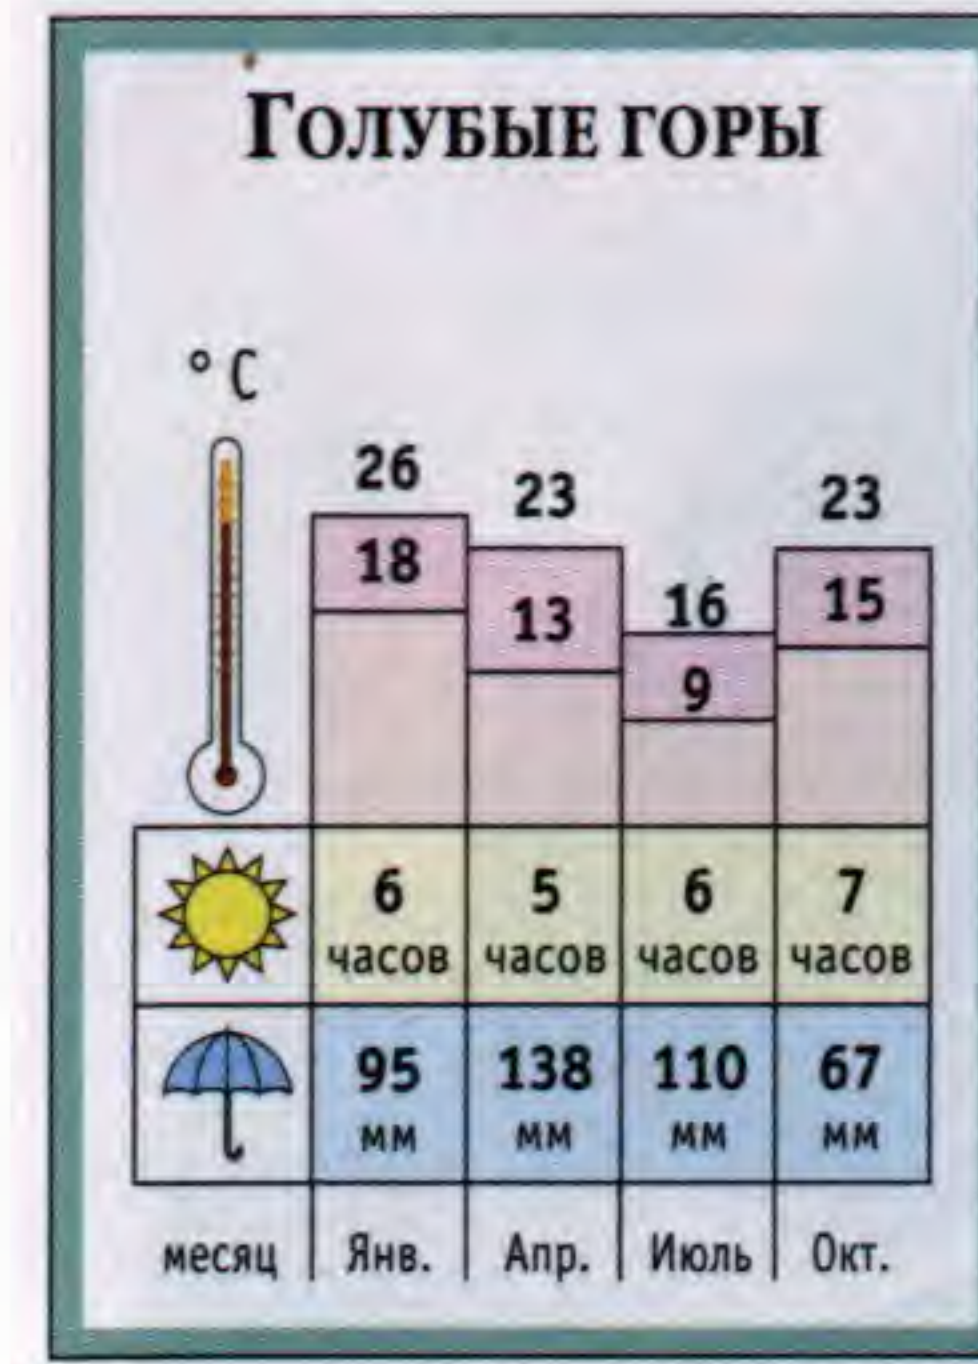 ГОЛУБЫЕ ГОРЫ
° C
26 23 16 23
18 13 9 15
6 5 6 7
часов часов часов часов
95 138 110 67
мм мм мм мм
месяц Янв. Апр. Июль Окт.